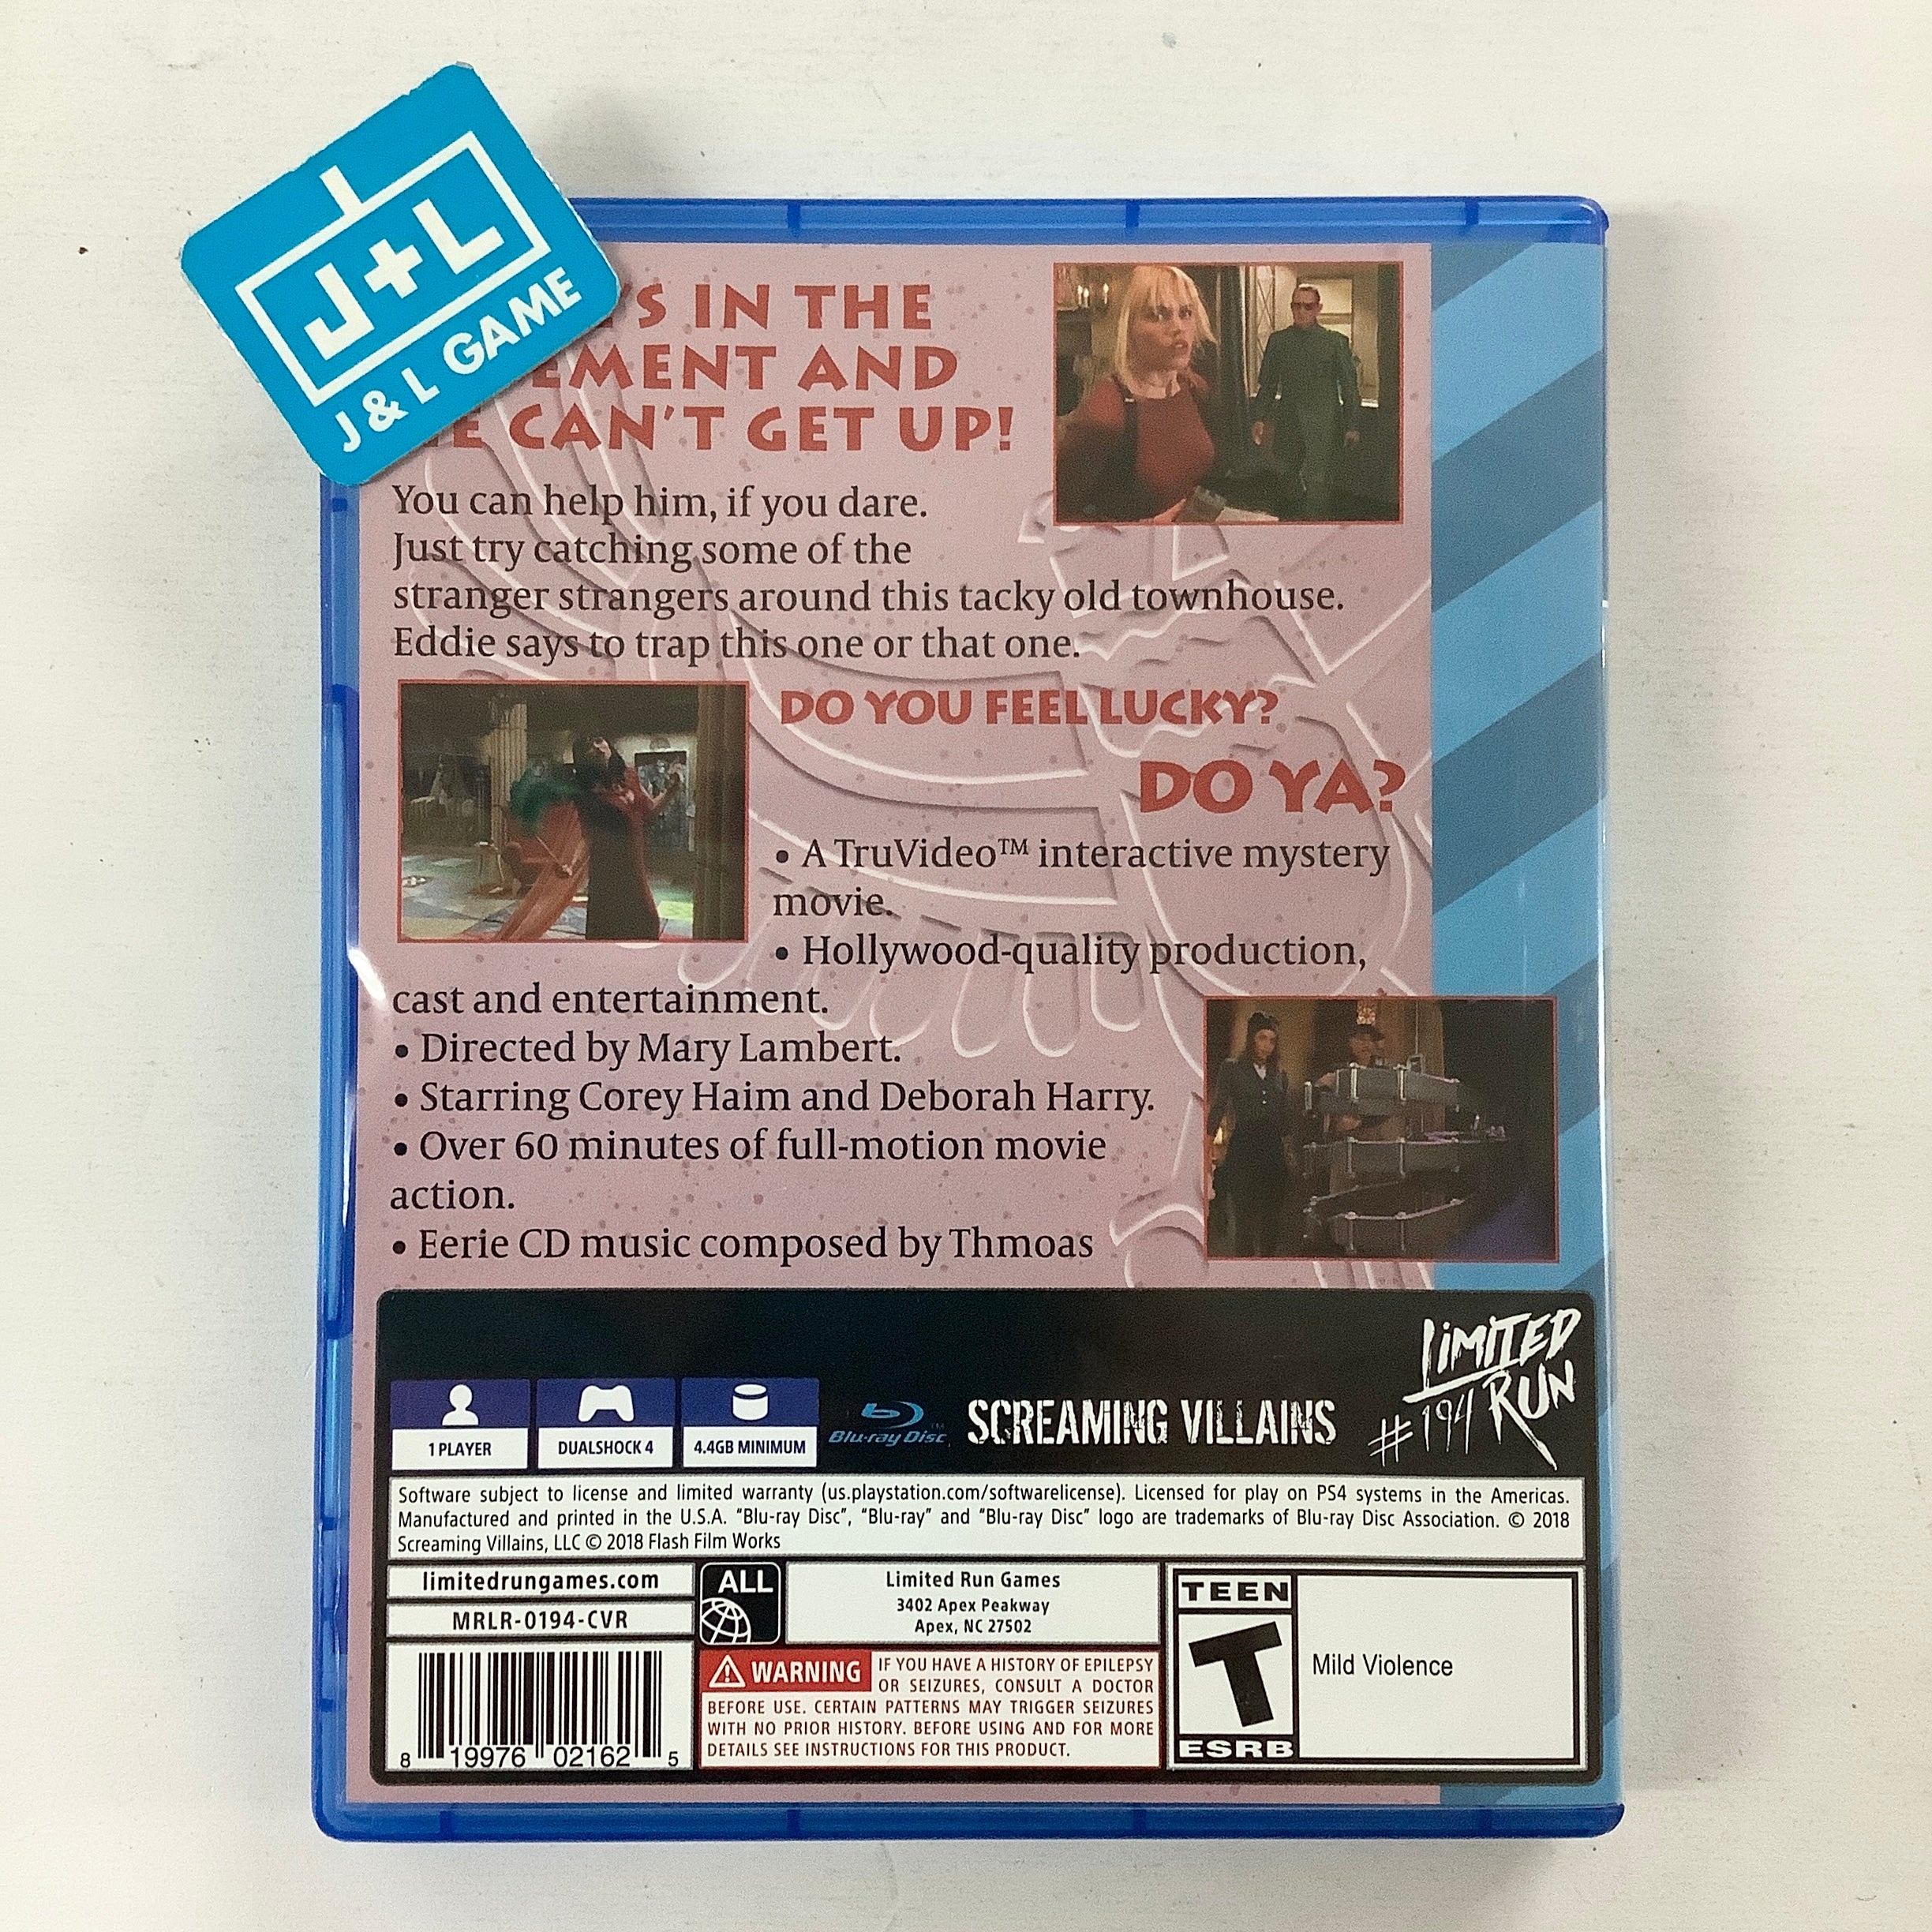 J+L
J & L GAME
'S IN THE
EMENT AND
E CAN'T GET UP!
You can help him, if you dare.
Just try catching some of the
stranger strangers around this tacky old townhouse.
Eddie says to trap this one or that one.
DO YOU FEEL LUCKY?
DO YA?
• A TruVideo™ interactive mystery
movie.
• Hollywood-quality production,
cast and entertainment.
• Directed by Mary Lambert.
• Starring Corey Haim and Deborah Harry.
• Over 60 minutes of full-motion movie
action.
• Eerie CD music composed by Thmoas
LIMITED
RUN
#194
1 PLAYER
DUALSHOCK 4
4.4GB MINIMUM
Blu-ray Disc™
SCREAMING VILLAINS
Software subject to license and limited warranty (us.playstation.com/softwarelicense). Licensed for play on PS4 systems in the Americas.
Manufactured and printed in the U.S.A. "Blu-ray Disc", "Blu-ray" and "Blu-ray Disc" logo are trademarks of Blu-ray Disc Association. © 2018
Screaming Villains, LLC © 2018 Flash Film Works
limitedrungames.com
MRLR-0194-CVR
ALL
Limited Run Games
3402 Apex Peakway
Apex, NC 27502
WARNING IF YOU HAVE A HISTORY OF EPILEPSY
OR SEIZURES, CONSULT A DOCTOR
BEFORE USE. CERTAIN PATTERNS MAY TRIGGER SEIZURES
WITH NO PRIOR HISTORY. BEFORE USING AND FOR MORE
DETAILS SEE INSTRUCTIONS FOR THIS PRODUCT.
8 19976 02162 5
TEEN
T
ESRB
Mild Violence